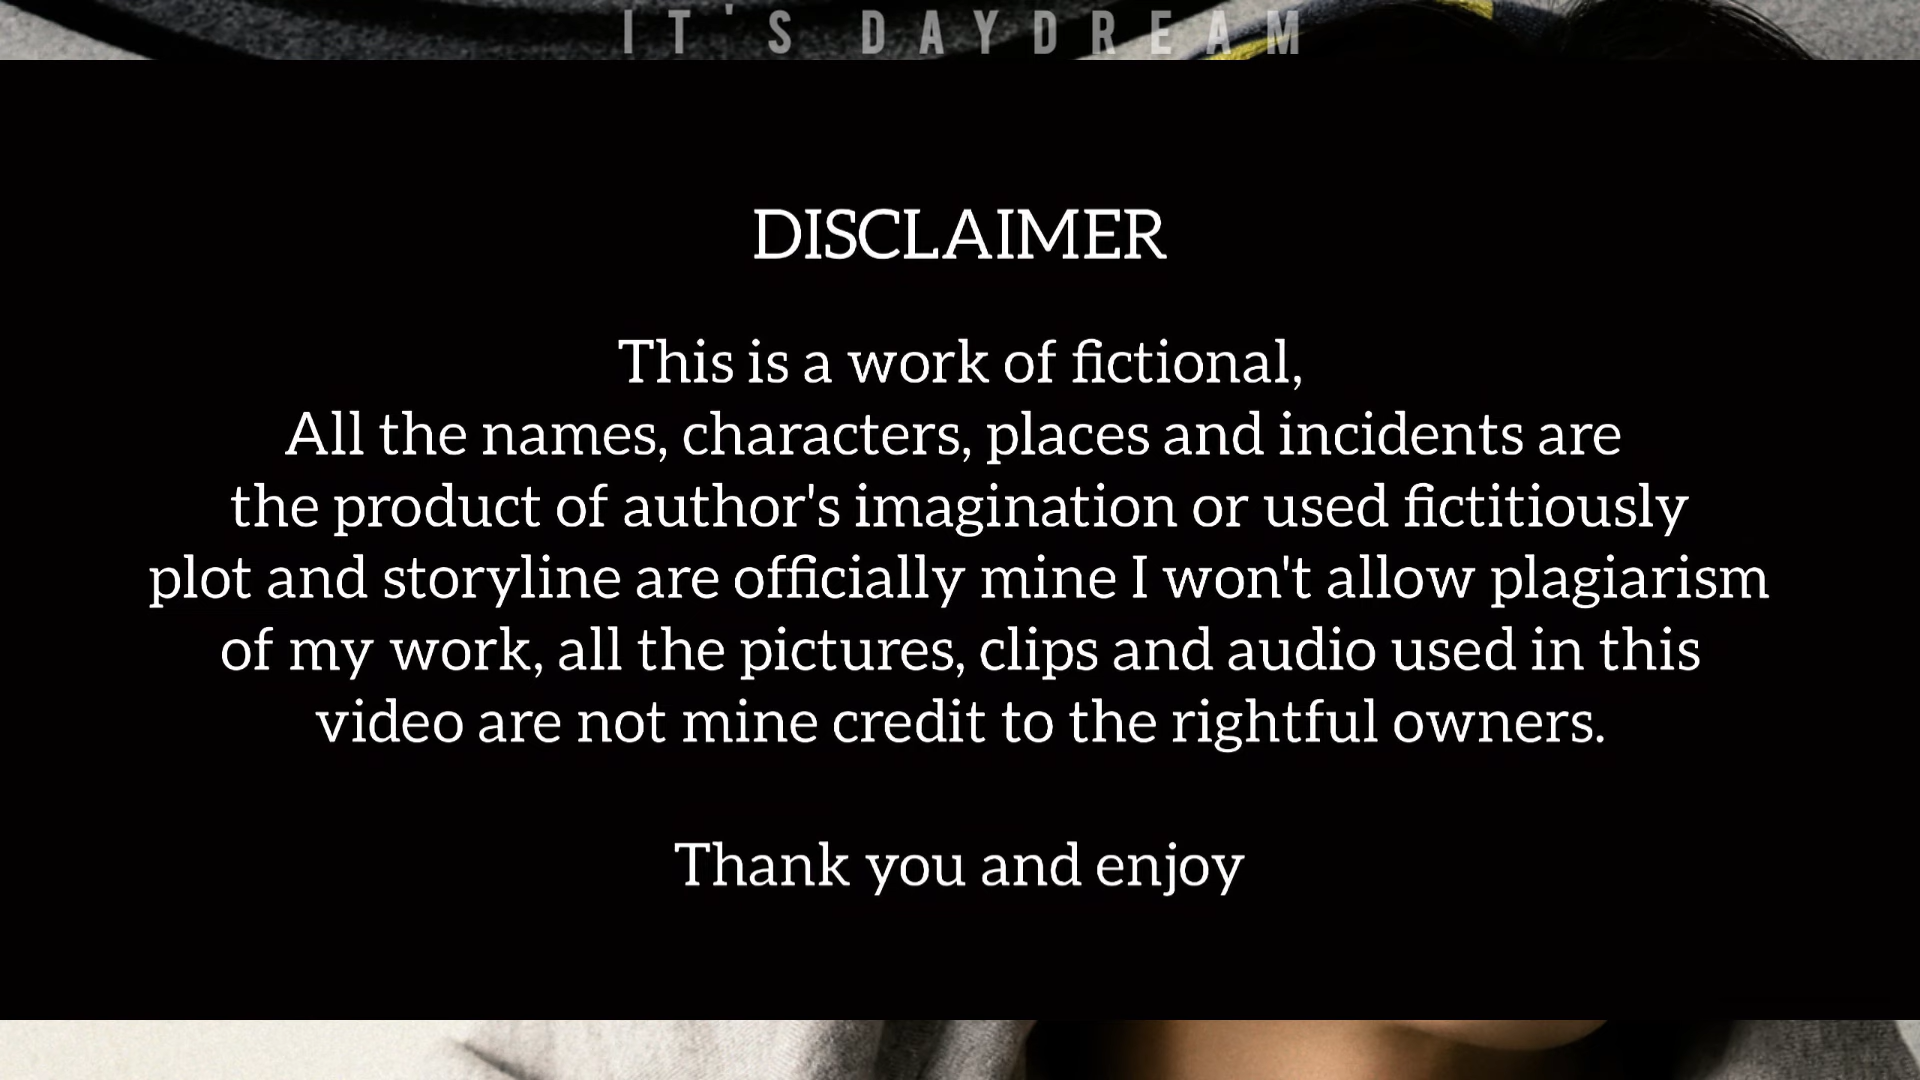 IT'S DAYDREAM
DISCLAIMER
This is a work of fictional,
All the names, characters, places and incidents are
the product of author's imagination or used fictitiously
plot and storyline are officially mine I won't allow plagiarism
of my work, all the pictures, clips and audio used in this
video are not mine credit to the rightful owners.
Thank you and enjoy